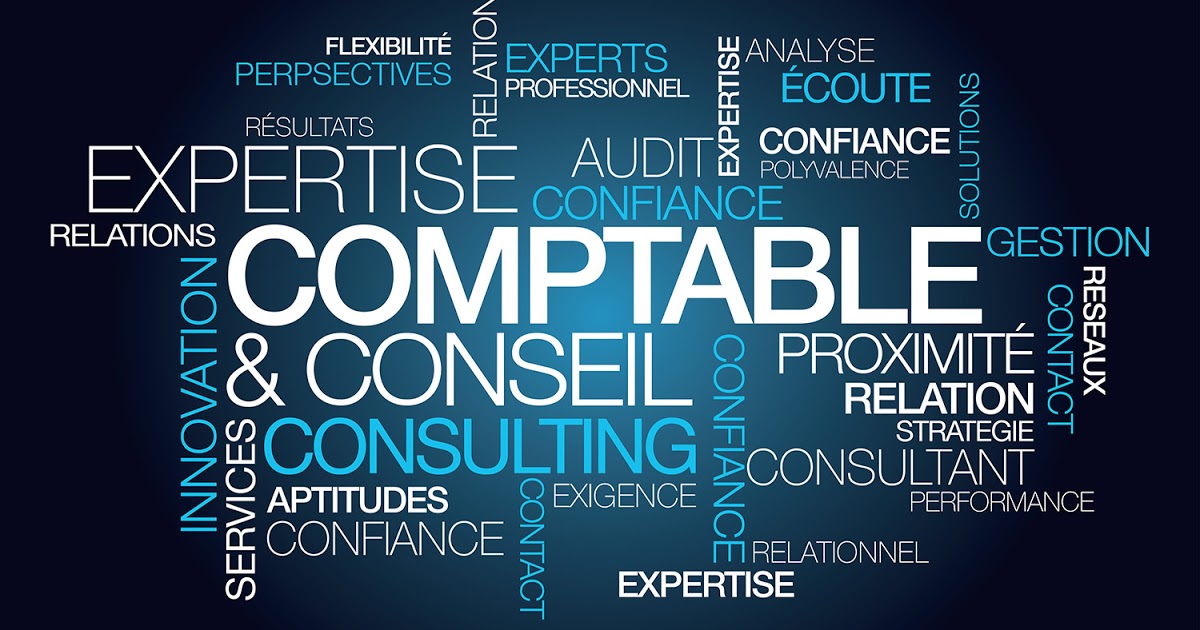 FLEXIBILITÉ
PERPSECTIVES
RELATION
EXPERTS
PROFESSIONNEL
EXPERTISE
ANALYSE
ÉCOUTE
SOLUTIONS
RÉSULTATS
EXPERTISE
AUDIT
CONFIANCE
POLYVALENCE
CONFIANCE
RELATIONS
COMPTABLE
GESTION
RESEAUX
CONTACT
INNOVATION
& CONSEIL
CONFIANCE
PROXIMITÉ
RELATION
STRATEGIE
SERVICES
CONSULTING
CONSULTANT
APTITUDES
EXIGENCE
PERFORMANCE
CONFIANCE
CONTACT
RELATIONNEL
EXPERTISE